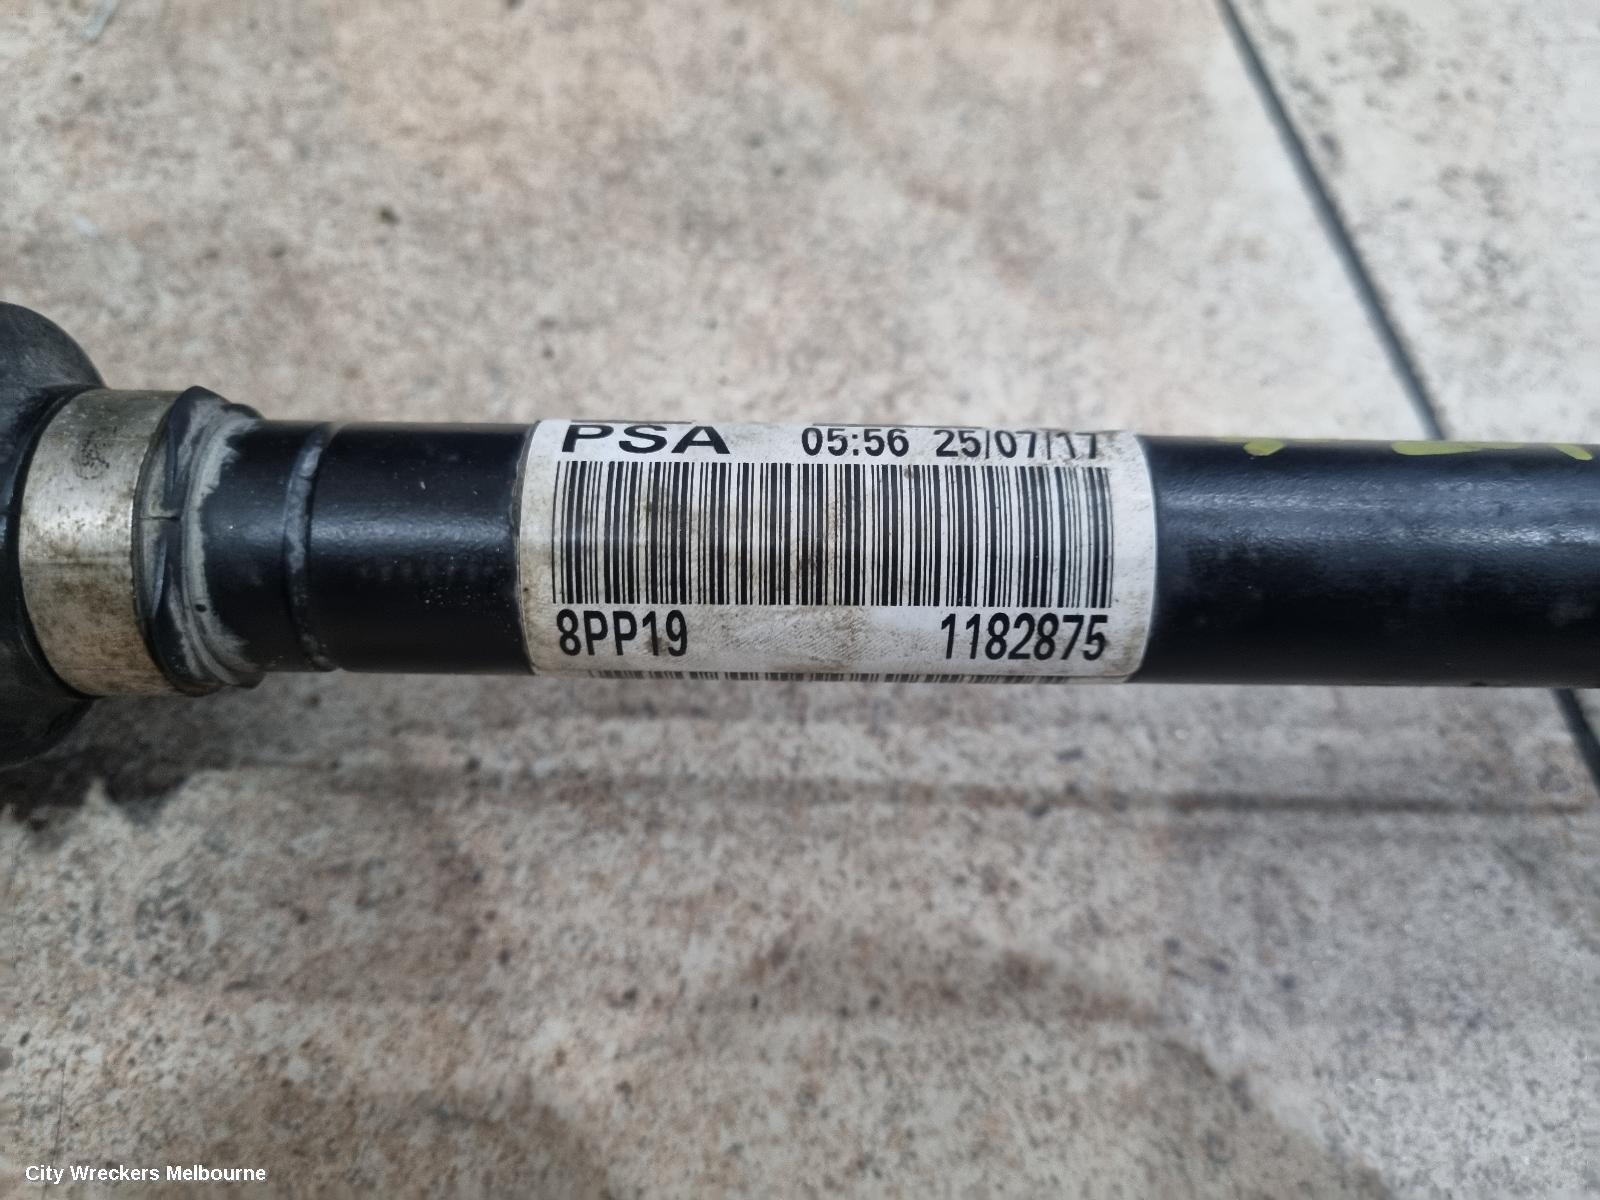 PSA 05:56 25/07/17
8PP19 1182875
City Wreckers Melbourne